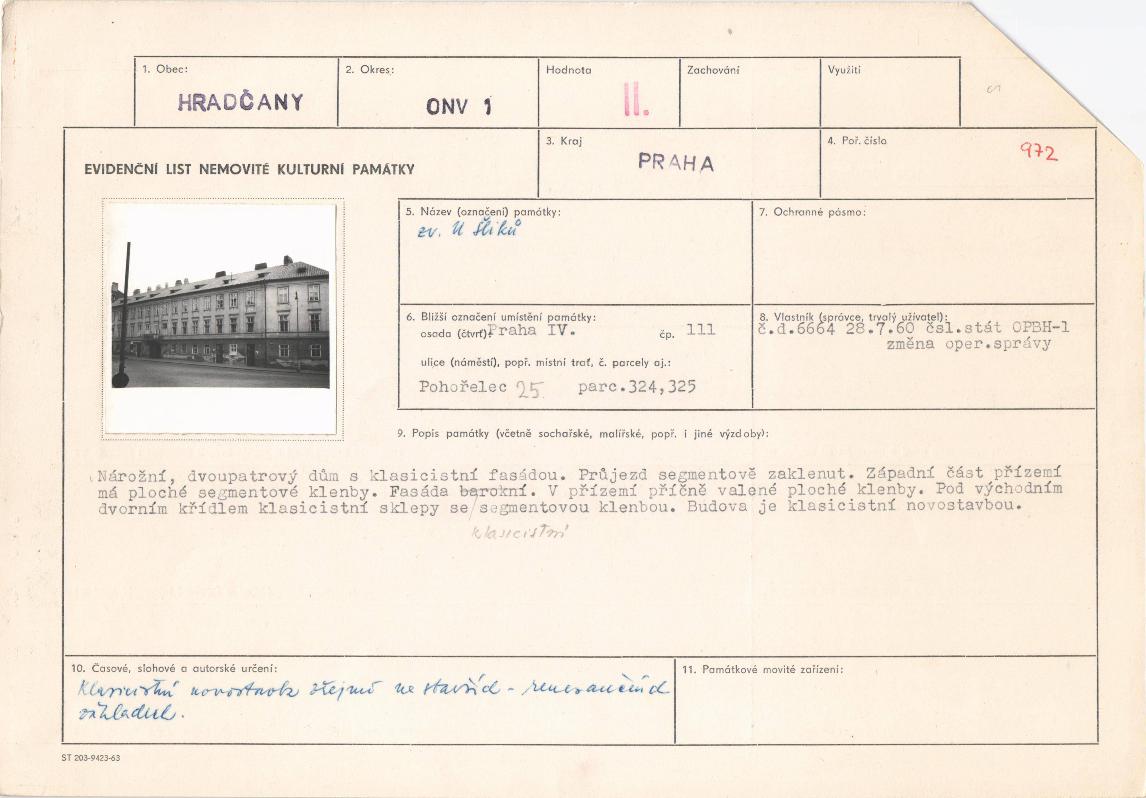 1. Obec:
HRADČANY
2. Okres:
ONV 1
Hodnota
II.
Zachování
Využití
3. Kraj
PRAHA
4. Poř. číslo
972
EVIDENČNÍ LIST NEMOVITÉ KULTURNÍ PAMÁTKY
5. Název (označení) památky:
zv. U Šliků
7. Ochranné pásmo:
6. Bližší označení umístění památky:
osada (čtvrť): Praha IV. čp. 111
ulice (náměstí), popř. místní trať, č. parcely aj.:
Pohořelec 25 parc.324,325
8. Vlastník (správce, trvalý uživatel):
č.d.6664 28.7.60 čsl.stát OPBH-1
změna oper.správy
9. Popis památky (včetně sochařské, malířské, popř. i jiné výzdoby):
Nárožní, dvoupatrový dům s klasicistní fasádou. Průjezd segmentově zaklenut. Západní část přízemí
má ploché segmentové klenby. Fasáda barokní. V přízemí příčně valené ploché klenby. Pod východním
dvorním křídlem klasicistní sklepy se segmentovou klenbou. Budova je klasicistní novostavbou.
klasicistní
10. Časové, slohové a autorské určení:
Klasicistní novostavba zřejmě na starších - renesančních
základech.
11. Památkové movité zařízení:
ST 203-9423-63